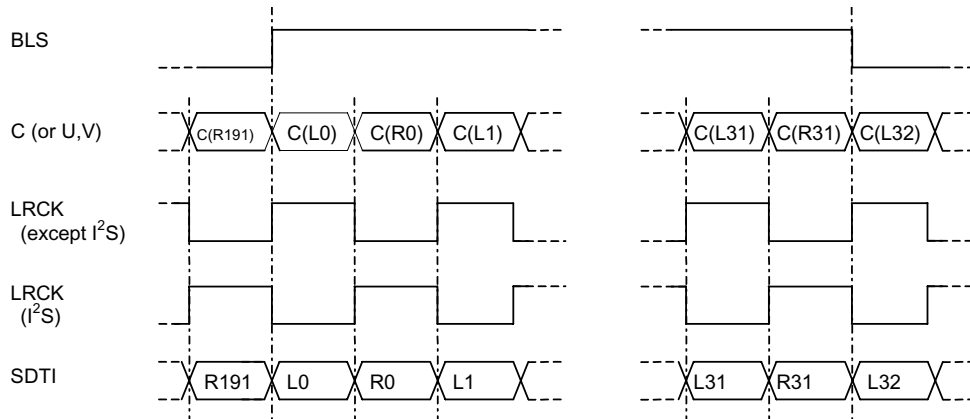 BLS
C (or U,V) C(R191) C(L0) C(R0) C(L1) C(L31) C(R31) C(L32)
LRCK
(except I²S)
LRCK
(I²S)
SDTI R191 L0 R0 L1 L31 R31 L32